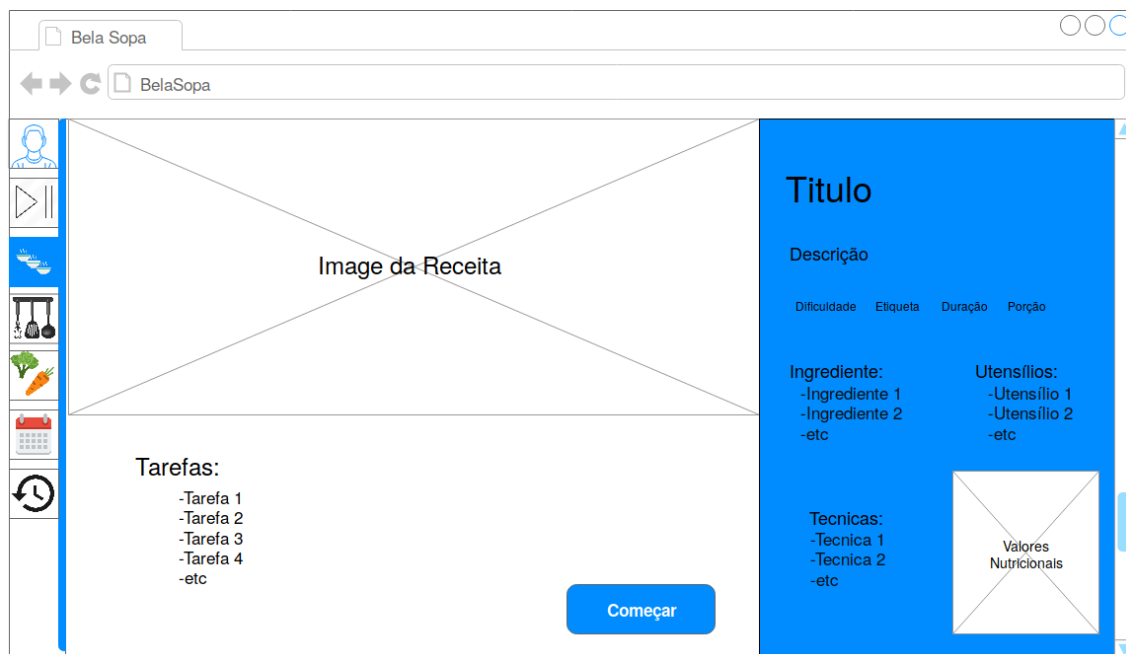 Bela Sopa
BelaSopa
Image da Receita
Tarefas:
-Tarefa 1
-Tarefa 2
-Tarefa 3
-Tarefa 4
-etc
Começar
Titulo
Descrição
Dificuldade Etiqueta Duração Porção
Ingrediente:
-Ingrediente 1
-Ingrediente 2
-etc
Utensílios:
-Utensílio 1
-Utensílio 2
-etc
Tecnicas:
-Tecnica 1
-Tecnica 2
-etc
Valores
Nutricionais